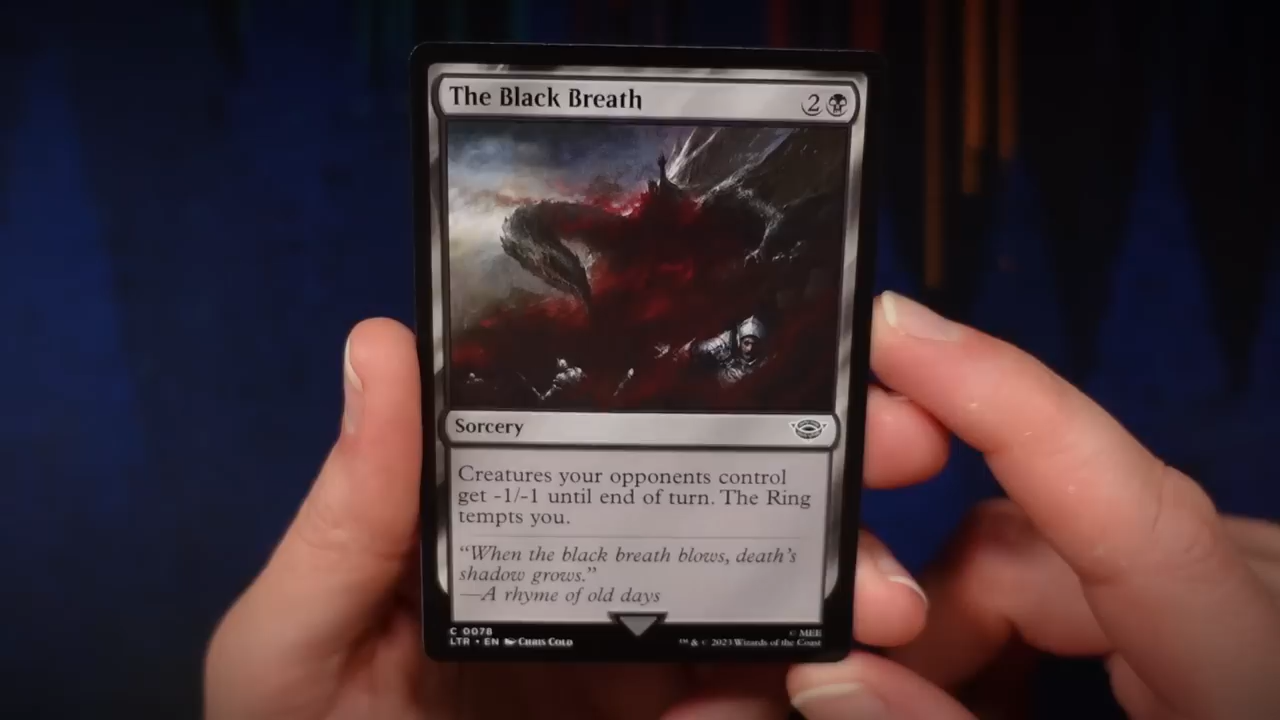 The Black Breath
2
Sorcery
Creatures your opponents control
get -1/-1 until end of turn. The Ring
tempts you.
“When the black breath blows, death’s
shadow grows.”
—A rhyme of old days
C 0078
LTR • EN Chris Cold
© MEE
™ & © 2023 Wizards of the Coast